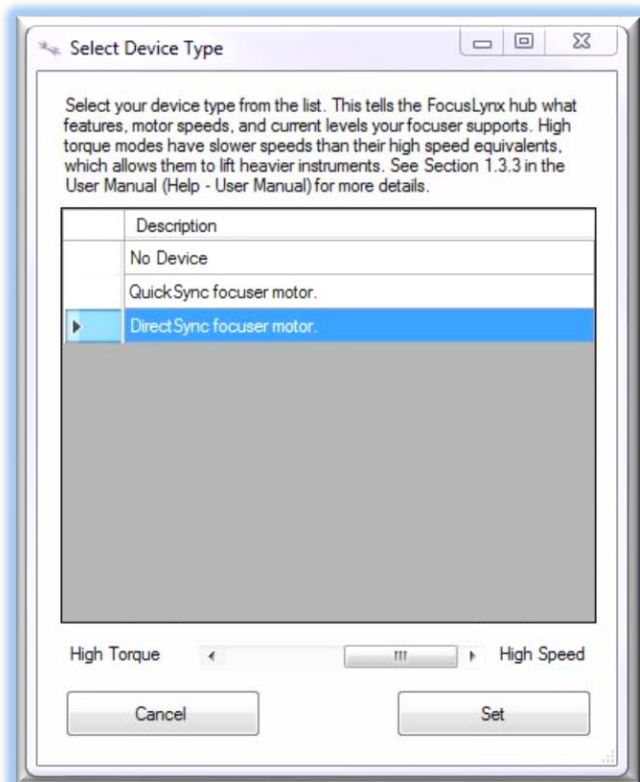 Select Device Type
Select your device type from the list. This tells the FocusLynx hub what
features, motor speeds, and current levels your focuser supports. High
torque modes have slower speeds than their high speed equivalents,
which allows them to lift heavier instruments. See Section 1.3.3 in the
User Manual (Help - User Manual) for more details.
Description
No Device
QuickSync focuser motor.
DirectSync focuser motor.
High Torque High Speed
Cancel Set